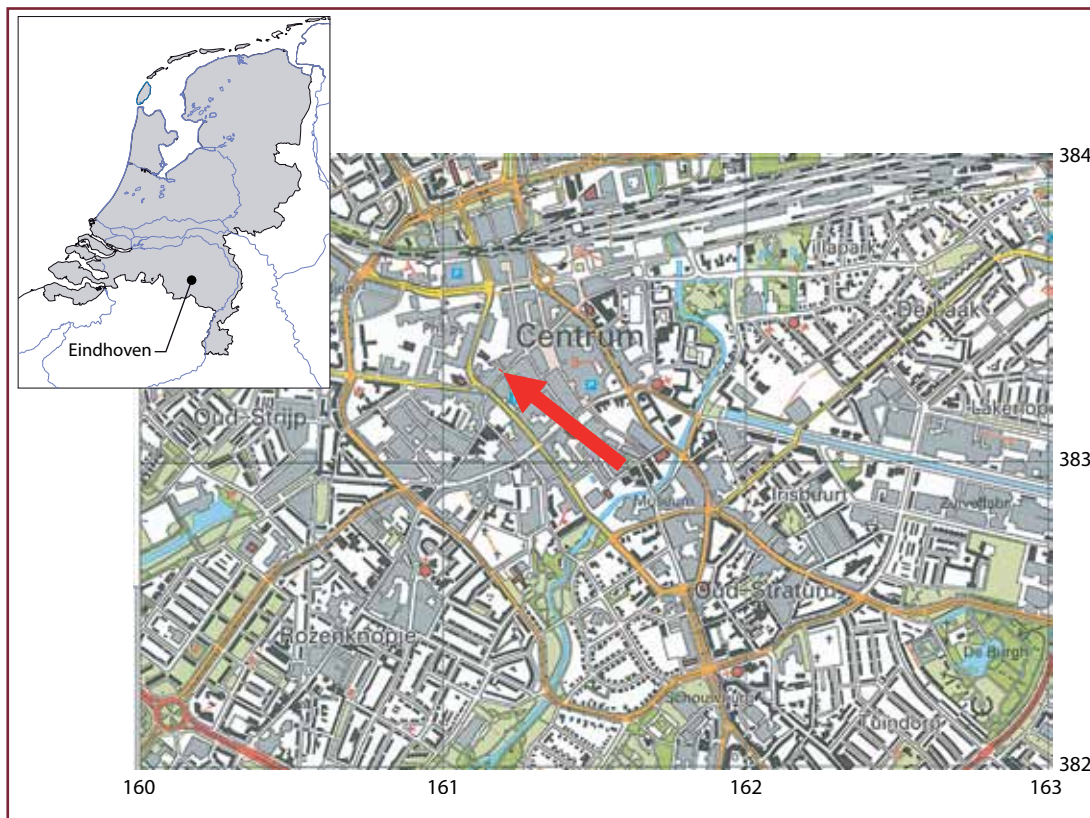 Eindhoven
384
Villapark
De Laak
Centrum
Oud-Strijp
383
Museum
Irisbuurt
Oud-Stratum
Rozenknopje
De Burgh
Schouwburg
Tuindorp
382
160
161
162
163